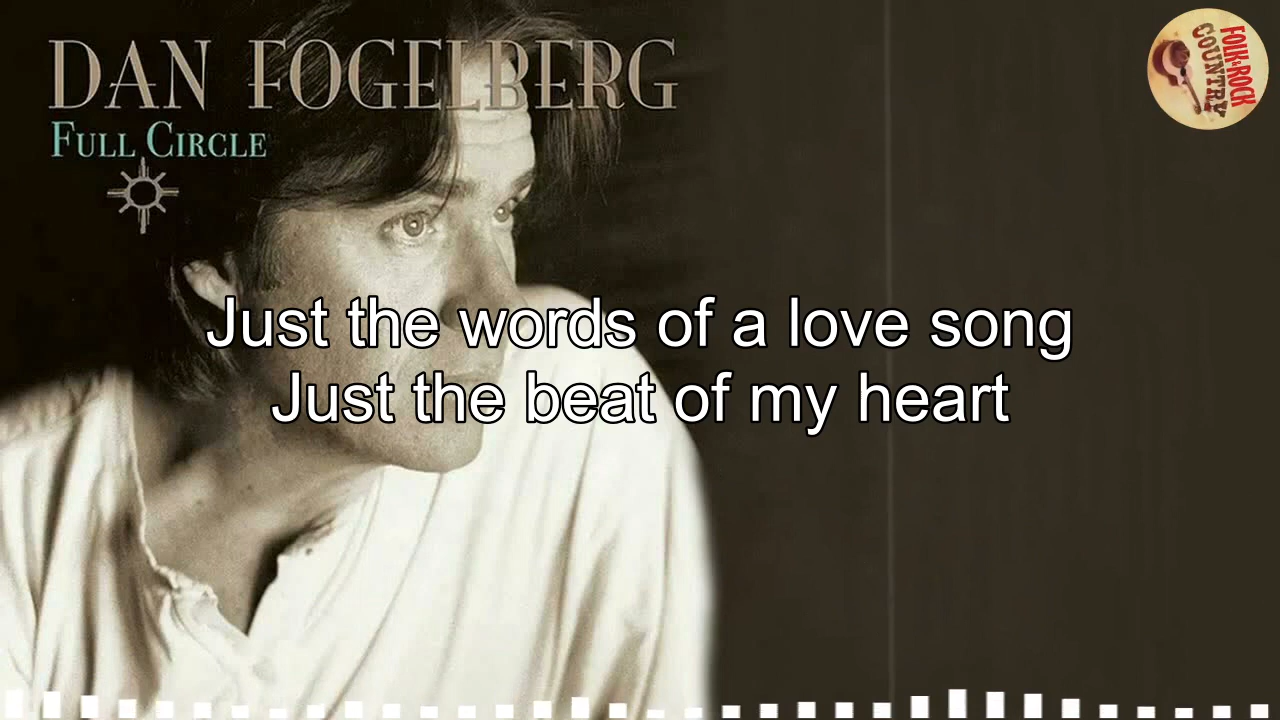 DAN FOGELBERG
FULL CIRCLE
FOLK & ROCK
COUNTRY
Just the words of a love song
Just the beat of my heart